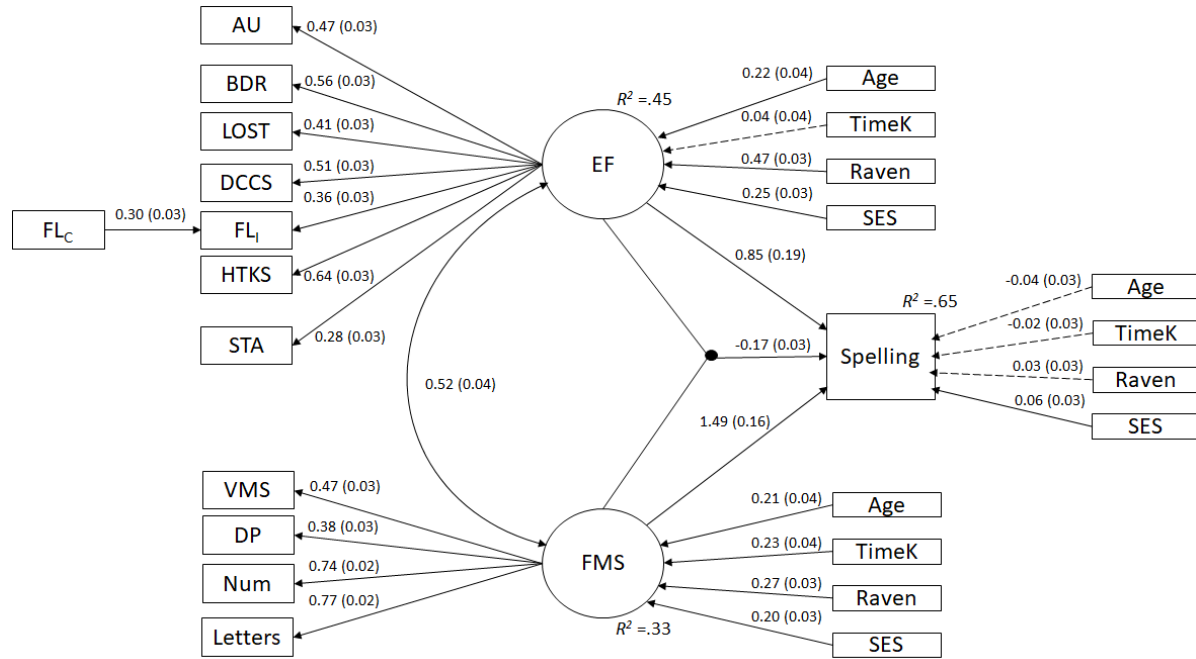 AU
0.47 (0.03)
BDR
0.56 (0.03)
LOST
0.41 (0.03)
DCCS
0.51 (0.03)
FL_C
0.30 (0.03)
FL_I
0.36 (0.03)
HTKS
0.64 (0.03)
STA
0.28 (0.03)
R² =.45
EF
0.22 (0.04)
Age
0.04 (0.04)
TimeK
0.47 (0.03)
Raven
0.25 (0.03)
SES
0.85 (0.19)
-0.17 (0.03)
0.52 (0.04)
1.49 (0.16)
R² =.65
Spelling
-0.04 (0.03)
Age
-0.02 (0.03)
TimeK
0.03 (0.03)
Raven
0.06 (0.03)
SES
VMS
0.47 (0.03)
DP
0.38 (0.03)
Num
0.74 (0.02)
Letters
0.77 (0.02)
FMS
R² =.33
0.21 (0.04)
Age
0.23 (0.04)
TimeK
0.27 (0.03)
Raven
0.20 (0.03)
SES